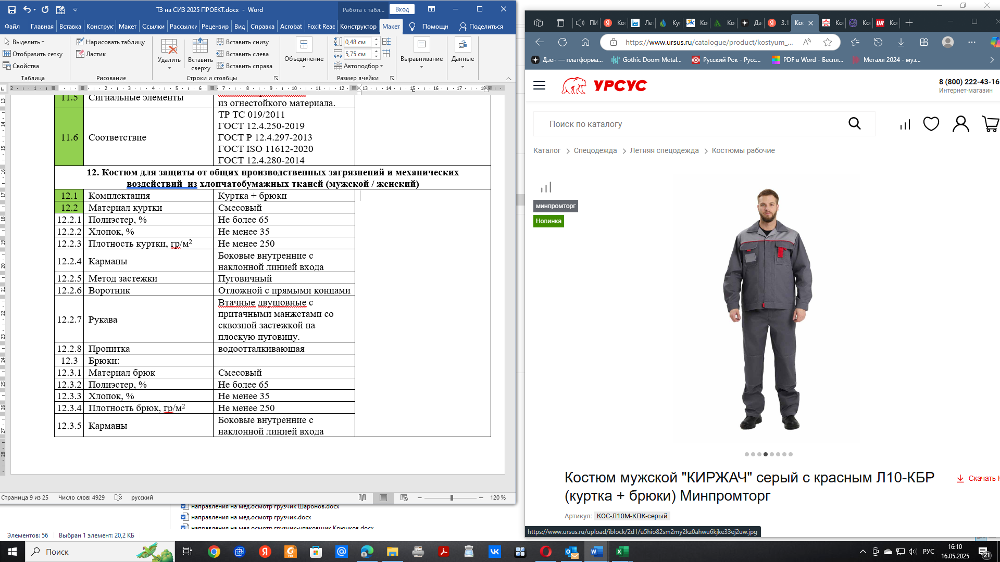 ТЗ на СИЗ 2025 ПРОЕКТ.docx - Word
Работа с табл...
Вход
Файл
Главная
Вставка
Конструк
Макет
Ссылки
Рассылки
Рецензир
Вид
Справка
Acrobat
Foxit Reac
Конструктор
Макет
Помощн
Поделиться
Выделить
Отобразить сетку
Свойства
Таблица
Нарисовать таблицу
Ластик
Рисование
Удалить
Вставить сверху
Вставить снизу
Вставить слева
Вставить справа
Строки и столбцы
Объединение
0,48 см
5,75 см
Автоподбор
Размер ячейки
Выравнивание
Данные
11.5 Сигнальные элементы
из огнестойкого материала.
11.6 Соответствие
ТР ТС 019/2011
ГОСТ 12.4.250-2019
ГОСТ Р 12.4.297-2013
ГОСТ ISO 11612-2020
ГОСТ 12.4.280-2014
12. Костюм для защиты от общих производственных загрязнений и механических
воздействий из хлопчатобумажных тканей (мужской / женский)
12.1 Комплектация Куртка + брюки
12.2 Материал куртки Смесовый
12.2.1 Полиэстер, % Не более 65
12.2.2 Хлопок, % Не менее 35
12.2.3 Плотность куртки, гр/м2 Не менее 250
12.2.4 Карманы Боковые внутренние с
наклонной линией входа
12.2.5 Метод застежки Пуговичный
12.2.6 Воротник Отложной с прямыми концами
12.2.7 Рукава Втачные двушовные с
притачными манжетами со
сквозной застежкой на
плоскую пуговицу.
12.2.8 Пропитка водоотталкивающая
12.3 Брюки:
12.3.1 Материал брюк Смесовый
12.3.2 Полиэстер, % Не более 65
12.3.3 Хлопок, % Не менее 35
12.3.4 Плотность брюк, гр/м2 Не менее 250
12.3.5 Карманы Боковые внутренние с
наклонной линией входа
Страница 9 из 25
Число слов: 4929
русский
120 %
направления на мед.осмотр грузчик Шаронов.docx
направления на мед.осмотр грузчик.docx
направления на мед.осмотр грузчик-упаковщик Крючков.docx
Элементов: 56
Выбран 1 элемент: 20,2 КБ
https://www.ursus.ru/catalogue/product/kostyum_...
Дзен — платформа...
Gothic Doom Metal...
Русский Рок - Русс...
PDF в Word - Беспл...
Металл 2024 - муз...
УРСУС
8 (800) 222-43-16
Интернет-магазин
Поиск по каталогу
Каталог > Спецодежда > Летняя спецодежда > Костюмы рабочие
минпромторг
Новинка
Костюм мужской "КИРЖАЧ" серый с красным Л10-КБР
(куртка + брюки) Минпромторг
Скачать
Артикул: КОС-Л10М-КПК-серый
https://www.ursus.ru/upload/iblock/2d1/u5hio82sm2my2kz0ahwu6kjke33ej2uw.jpg
Поиск
РУС
16:10
16.05.2025
21